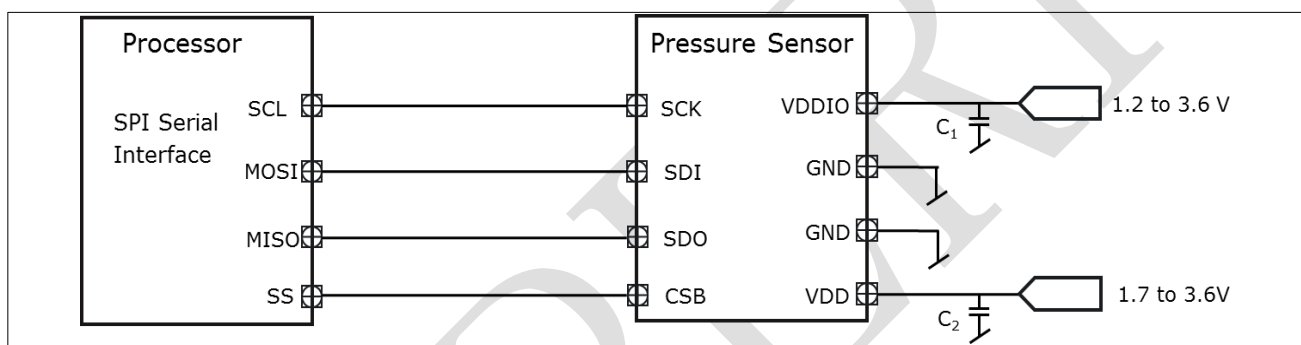 Processor
SPI Serial
Interface
SCL
MOSI
MISO
SS
Pressure Sensor
SCK
SDI
SDO
CSB
VDDIO
GND
GND
VDD
C1
1.2 to 3.6 V
C2
1.7 to 3.6V